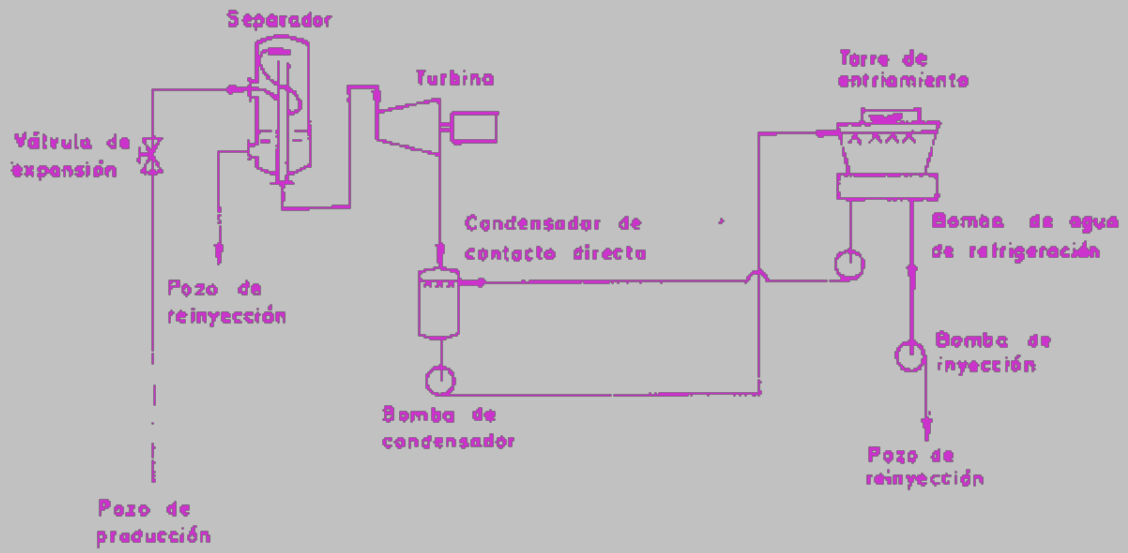 Separador
Turbina
Torre de
enfriamiento
Válvula de
expansión
Condensador de
contacto directo
Bomba de agua
de refrigeración
Pozo de
reinyección
Bomba de
inyección
Bomba de
condensador
Pozo de
reinyección
Pozo de
producción